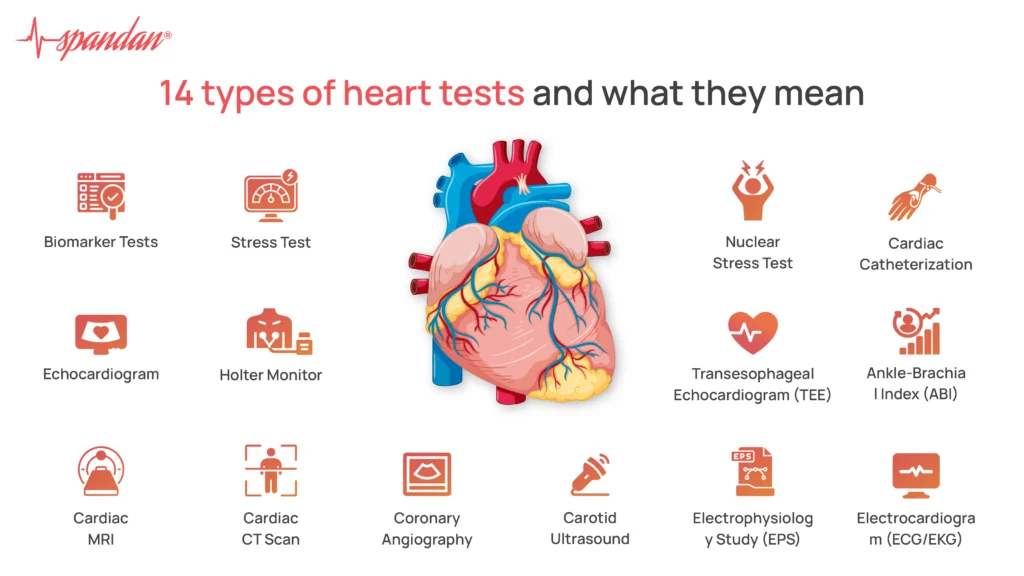 spandan®
14 types of heart tests and what they mean
Biomarker Tests
Stress Test
Nuclear
Stress Test
Cardiac
Catheterization
Echocardiogram
Holter Monitor
Transesophageal
Echocardiogram (TEE)
Ankle-Brachia
l Index (ABI)
Cardiac
MRI
Cardiac
CT Scan
Coronary
Angiography
Carotid
Ultrasound
EPS
Electrophysiolog
y Study (EPS)
Electrocardiogra
m (ECG/EKG)